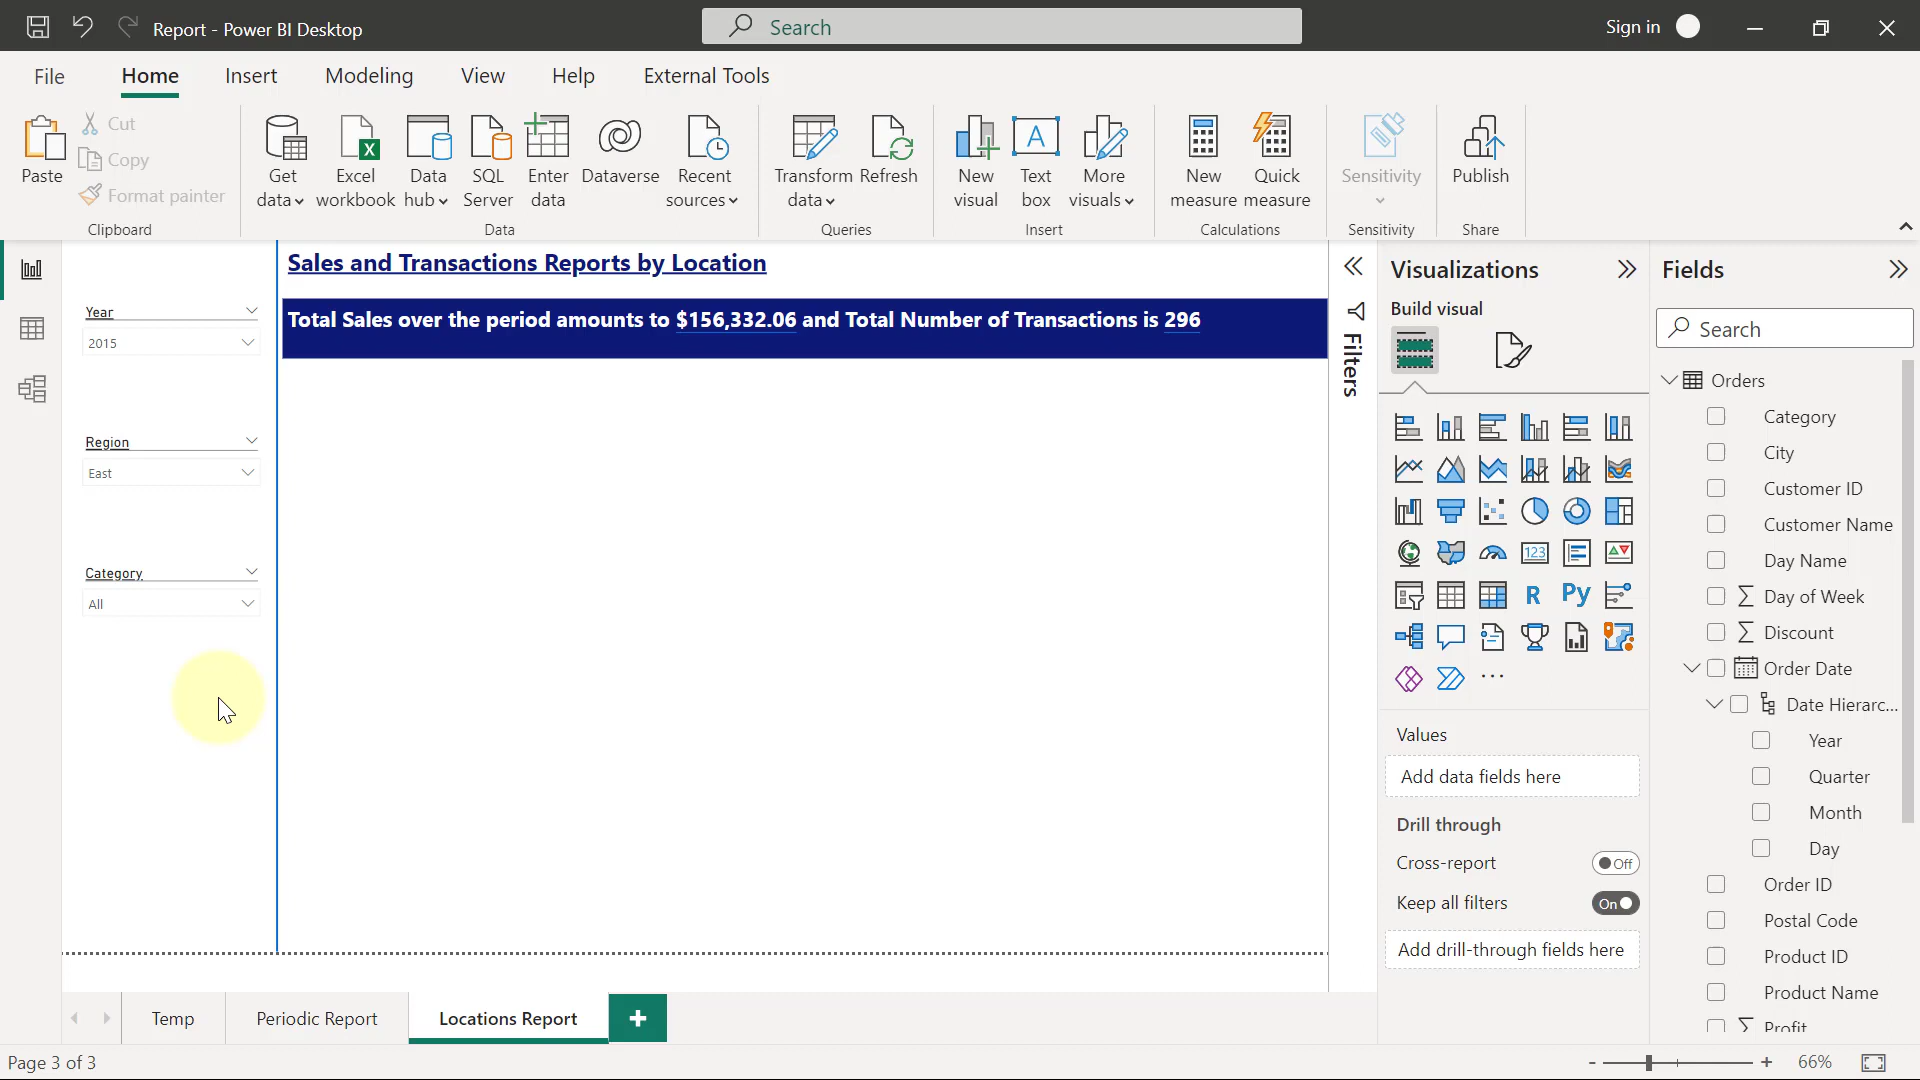 Report - Power BI Desktop
Search
Sign in
File
Home
Insert
Modeling
View
Help
External Tools
Paste
Cut
Copy
Format painter
Clipboard
Get
data
Excel
workbook
Data
hub
SQL
Server
Enter
data
Dataverse
Recent
sources
Data
Transform
data
Refresh
Queries
New
visual
A
Text
box
More
visuals
Insert
New
measure
Quick
measure
Calculations
Sensitivity
Sensitivity
Publish
Share
Sales and Transactions Reports by Location
Total Sales over the period amounts to $156,332.06 and Total Number of Transactions is 296
Year
2015
Region
East
Category
All
Filters
Visualizations
Build visual
123
R
Py
...
Values
Add data fields here
Drill through
Cross-report
Off
Keep all filters
On
Add drill-through fields here
Fields
Search
Orders
Category
City
Customer ID
Customer Name
Day Name
Day of Week
Discount
Order Date
Date Hierarc...
Year
Quarter
Month
Day
Order ID
Postal Code
Product ID
Product Name
Profit
Temp
Periodic Report
Locations Report
+
Page 3 of 3
- + 66%